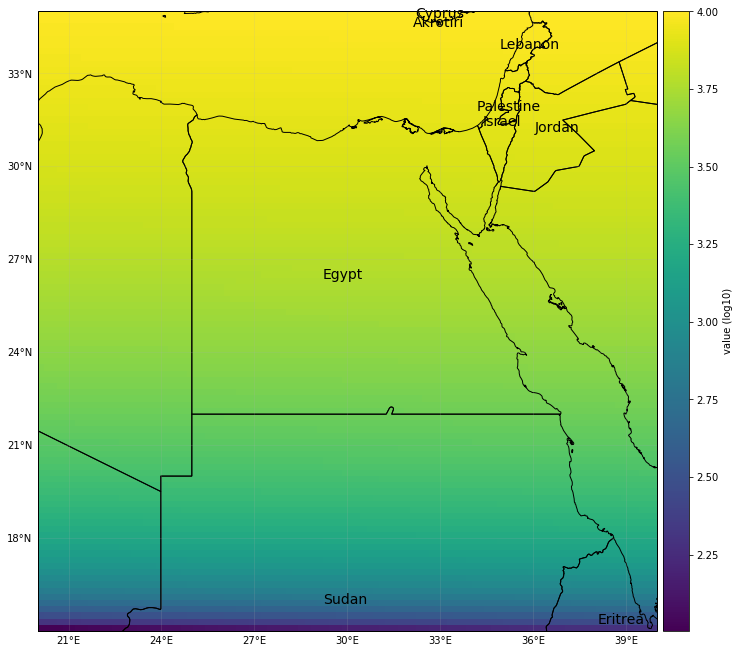 4.00
Cyprus
Akrotiri
Lebanon
33°N
3.75
Palestine
Israel
Jordan
3.50
30°N
27°N
Egypt
3.25
24°N
3.00
value (log10)
21°N
2.75
2.50
18°N
2.25
Sudan
Eritrea
21°E
24°E
27°E
30°E
33°E
36°E
39°E